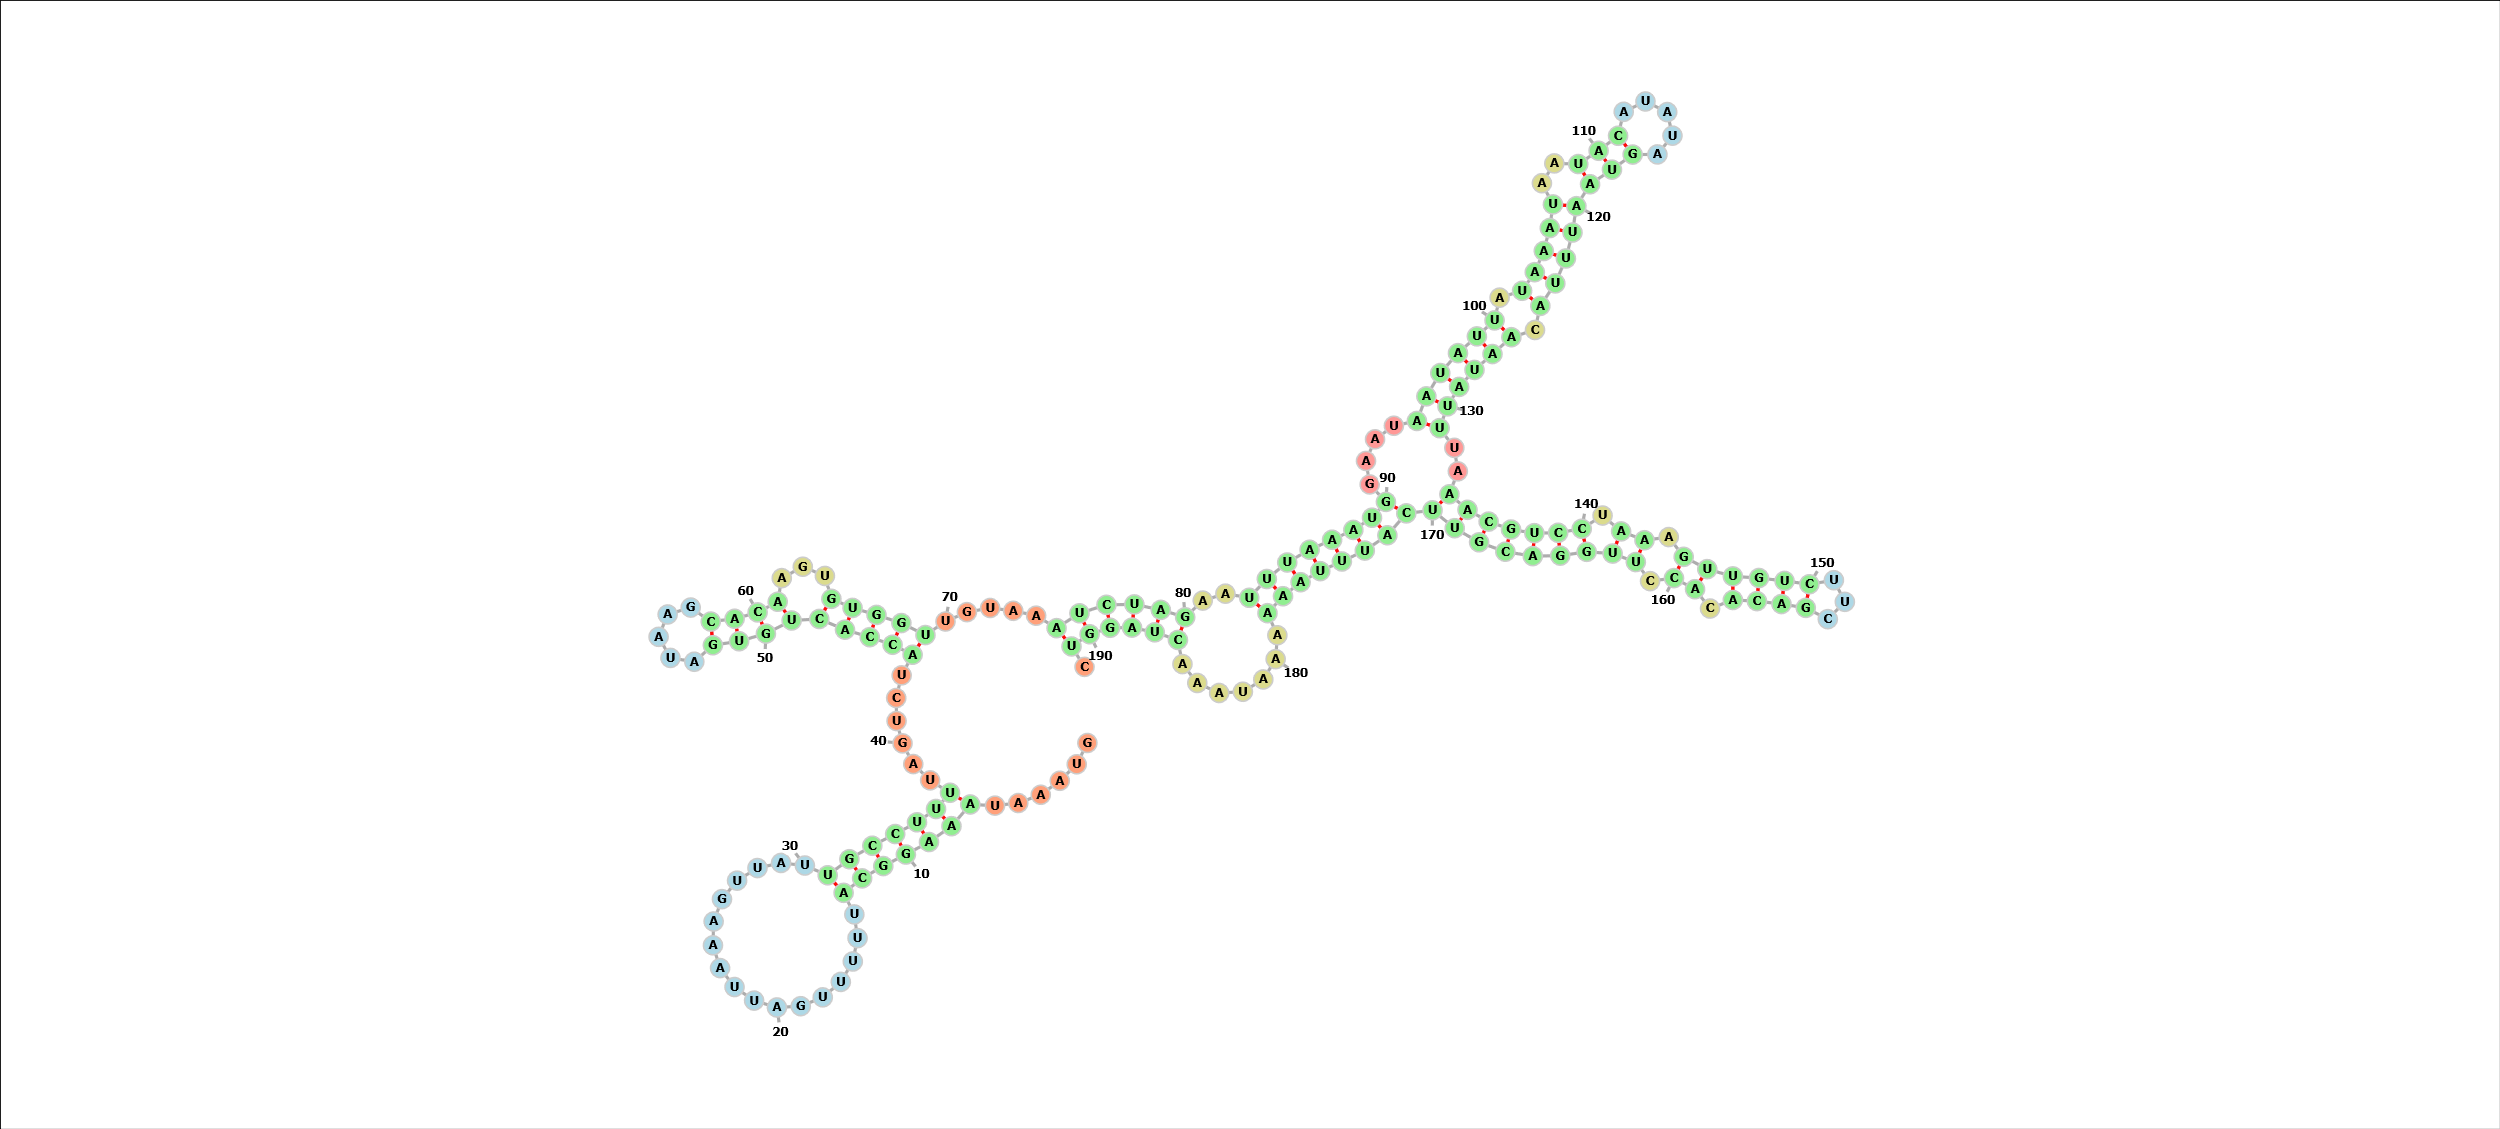 G U A A A U A A A G
10
G C A U U U U U G A
20
U U A A A G U U A U
30
U G C C U U U U A G
40
U C U A C C A C U G
50
U G A U A A G C A C
60
A A G U G U G G U U
70
G U A A A U C U A G
80
A A U U U A A A U G
90
G A A U A A U A U U
100
A U A A A U A A U A
110
C A U A U A G U A A
120
U U U A C A A U A U
130
U U A A A C G U C C
140
U A A A G U U G U C
150
U U C G A C A C A C
160
C U U G G A C G U U
170
C A U U U A A A A A
180
A U A A A C U A G G
190
U C